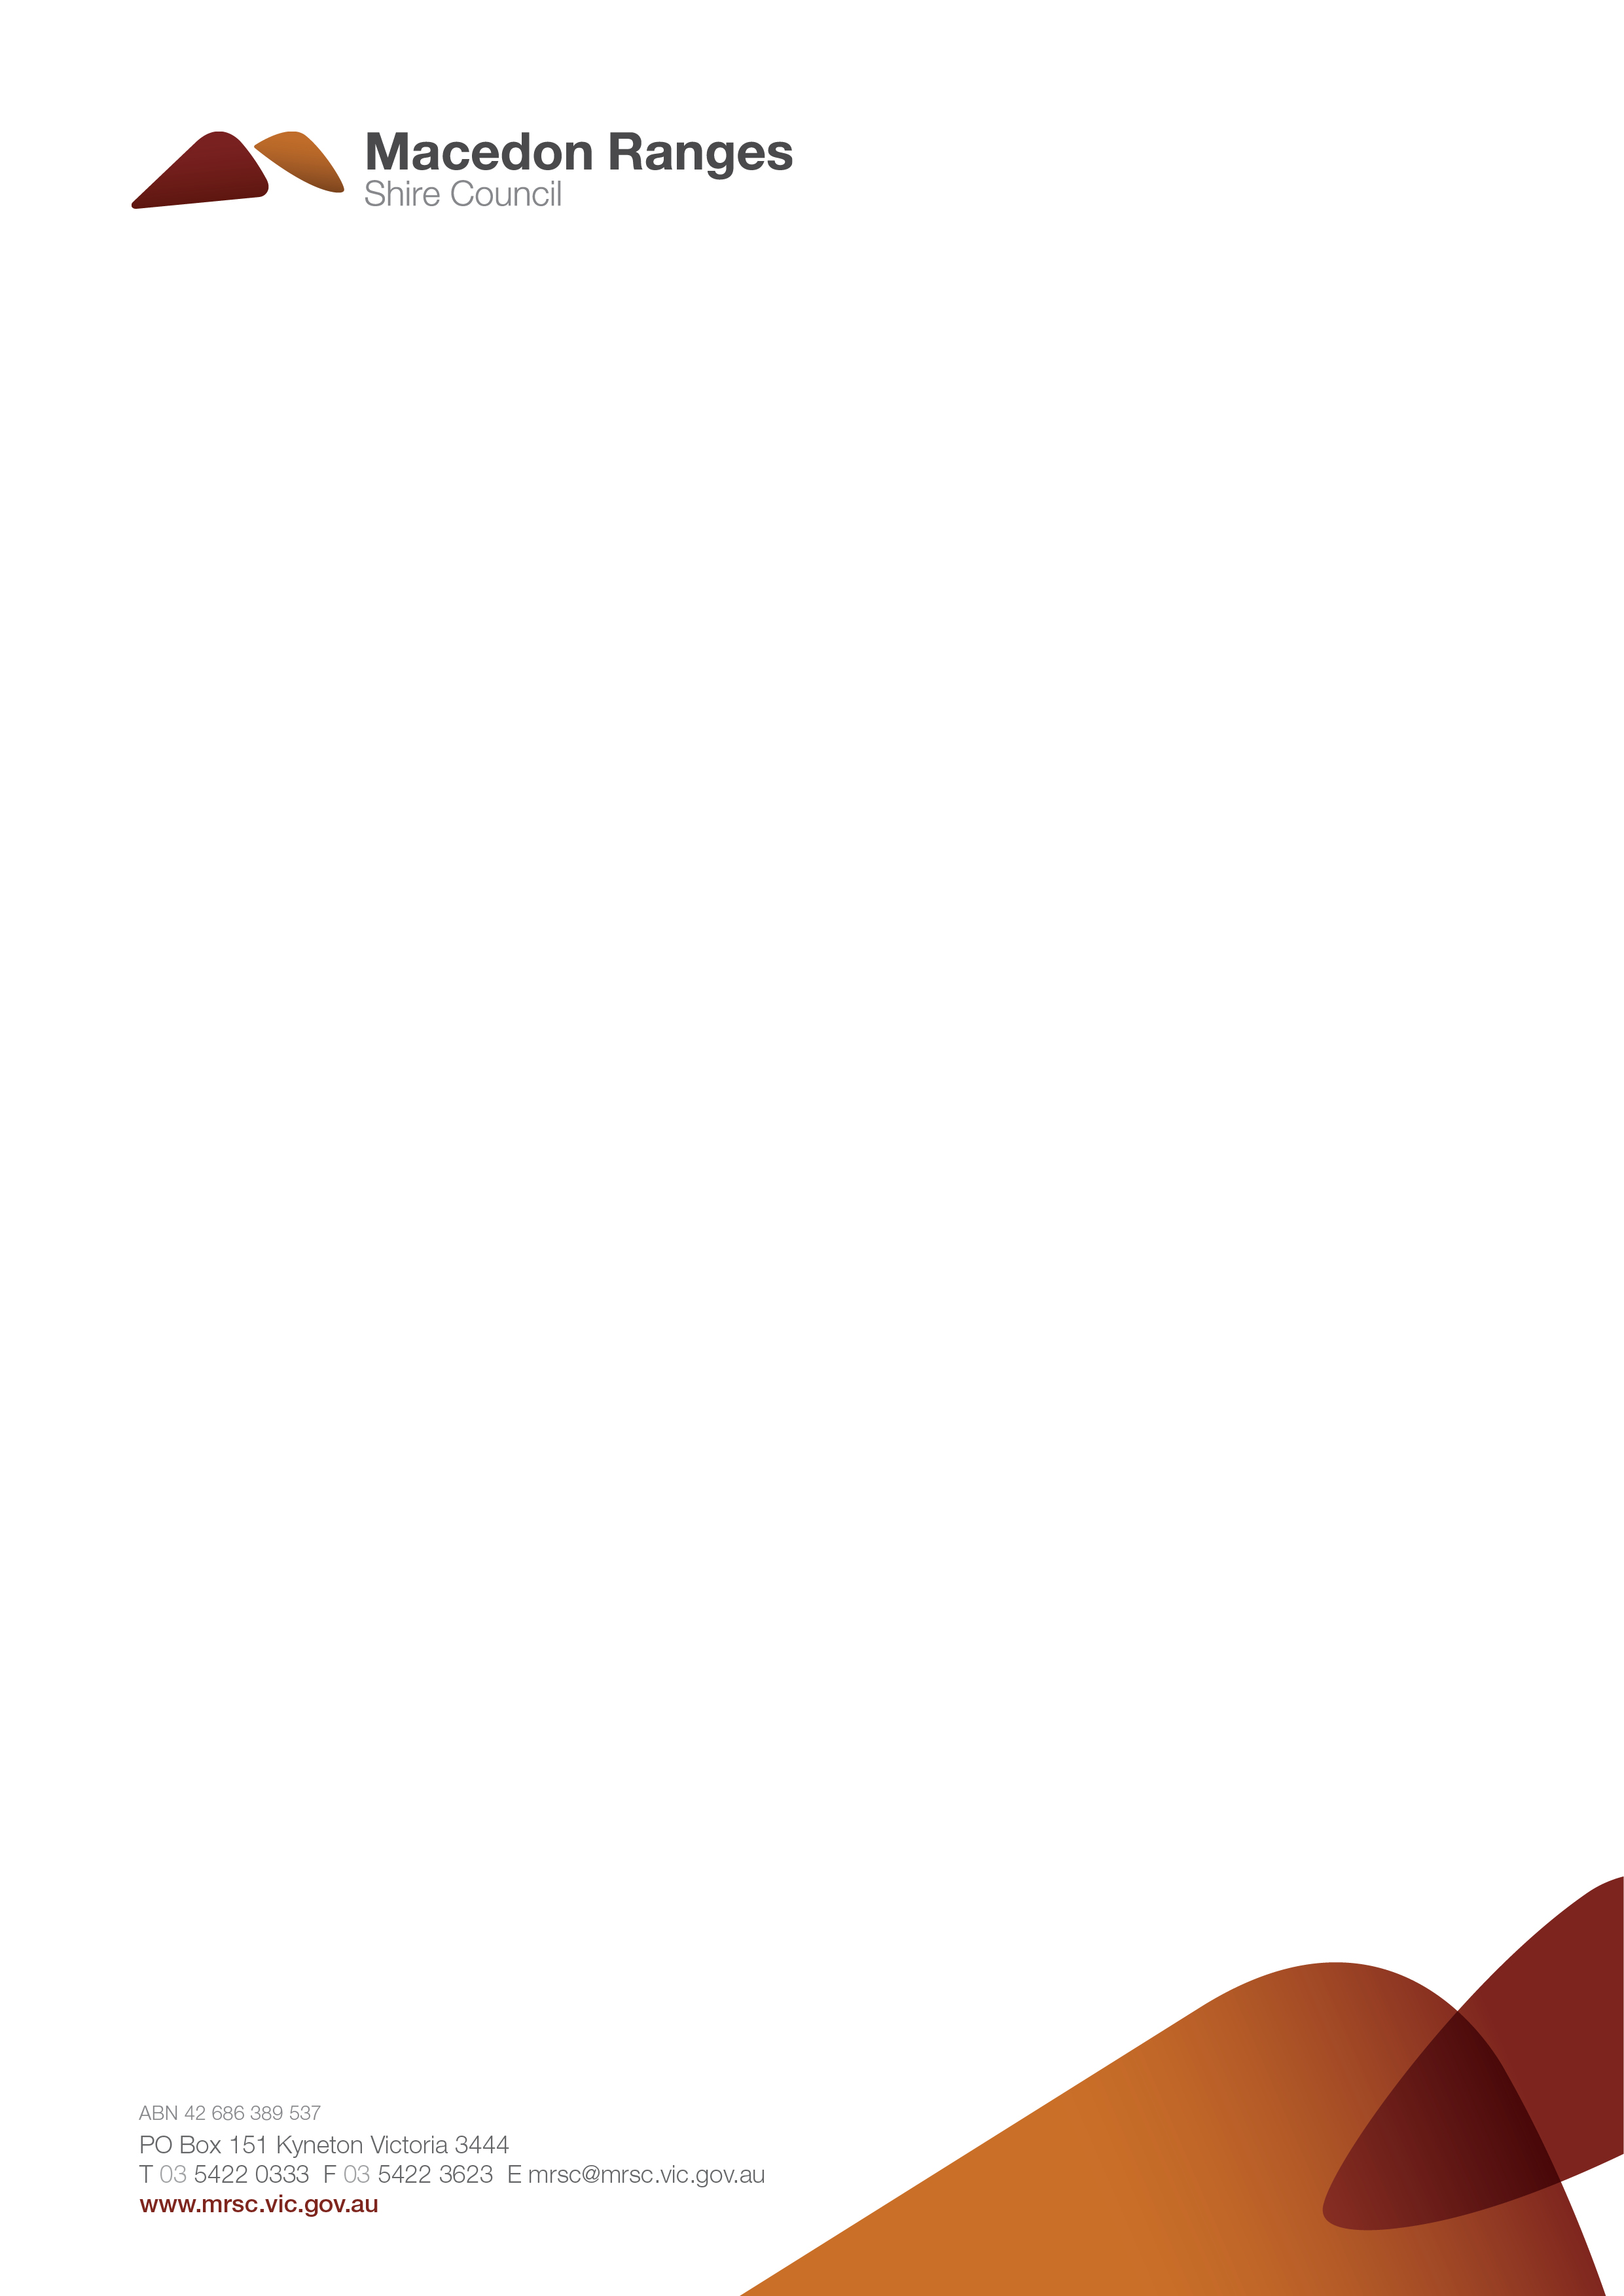 Macedon Ranges
Shire Council
ABN 42 686 389 537
PO Box 151 Kyneton Victoria 3444
T 03 5422 0333 F 03 5422 3623 E mrsc@mrsc.vic.gov.au
www.mrsc.vic.gov.au